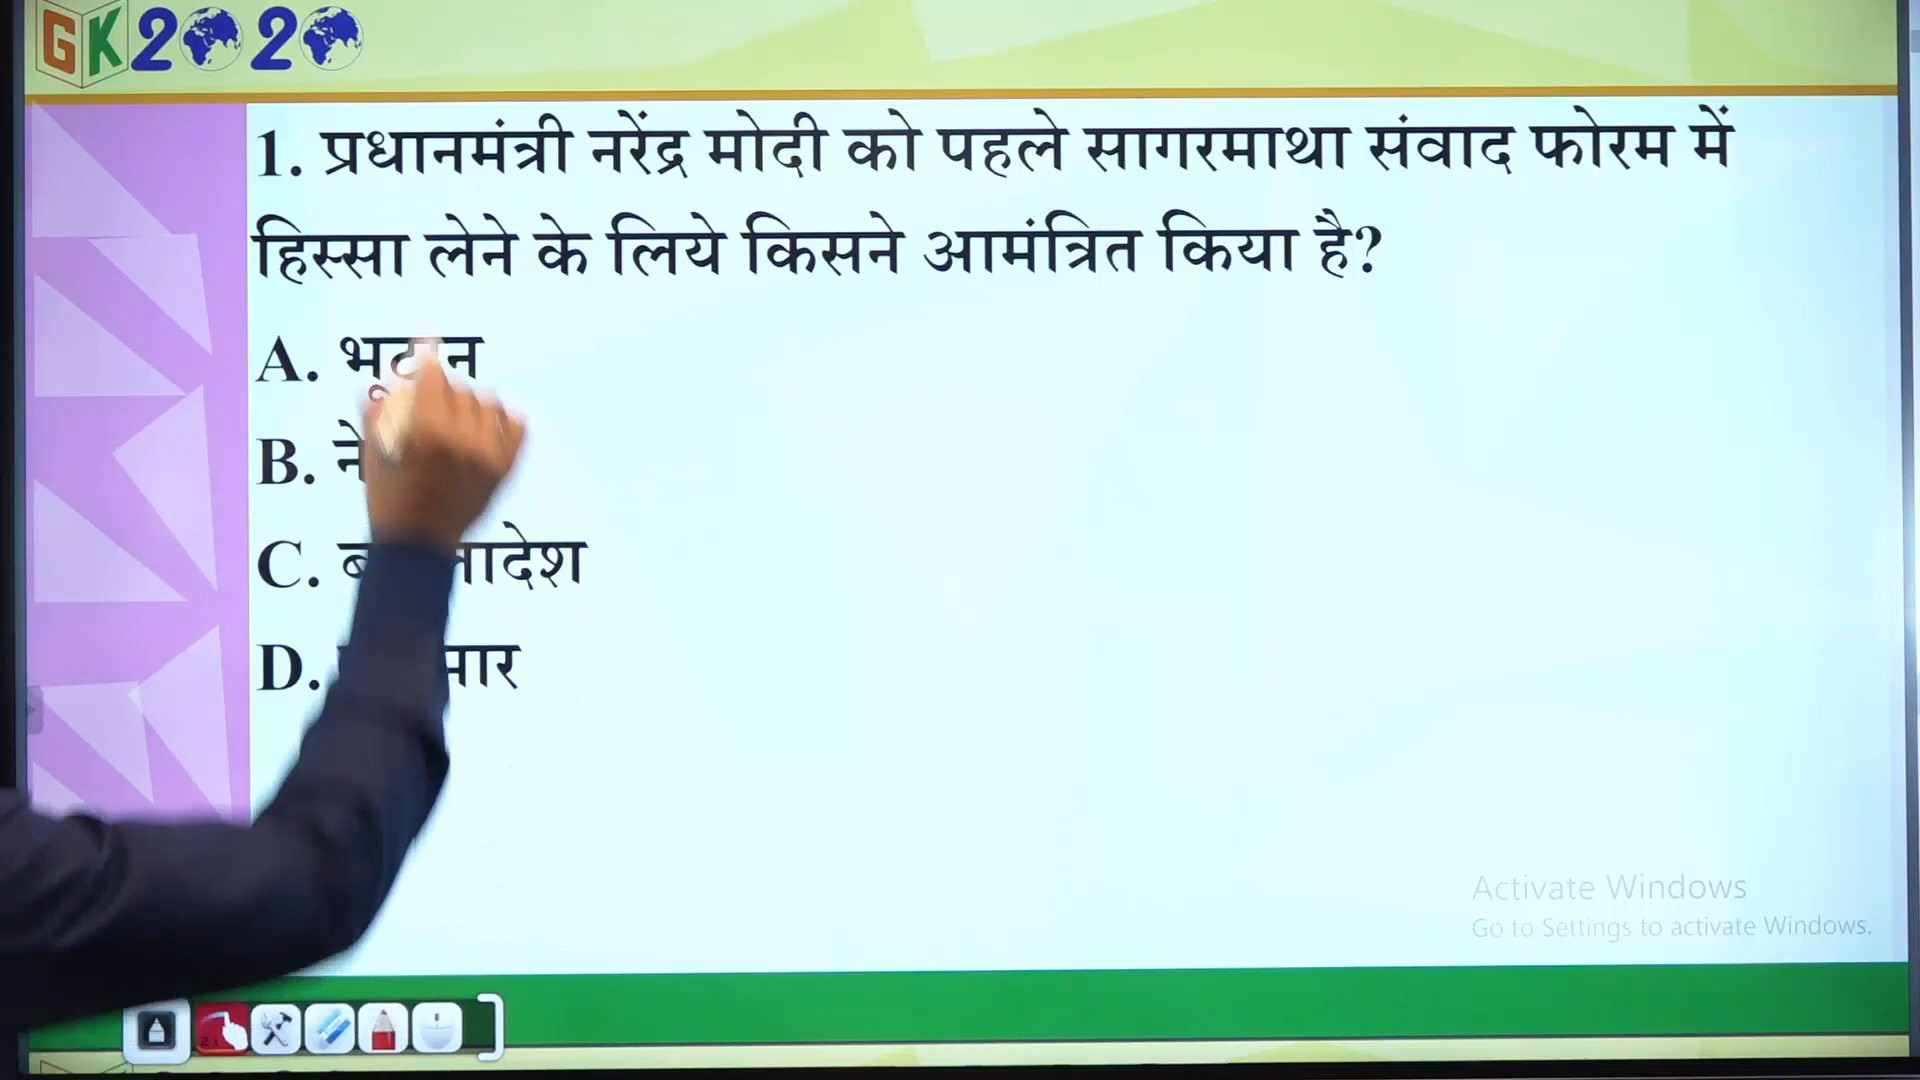 GK2020
1. प्रधानमंत्री नरेंद्र मोदी को पहले सागरमाथा संवाद फोरम में
हिस्सा लेने के लिये किसने आमंत्रित किया है?
A. भूटान
B.
C.
D.
Activate Windows
Go to Settings to activate Windows.